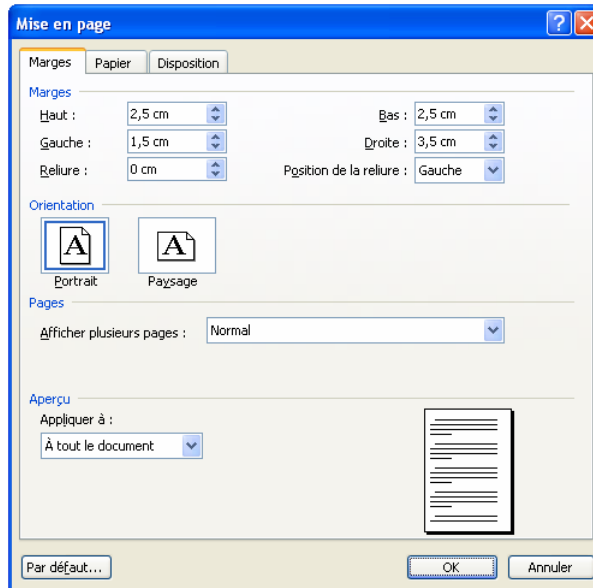 Mise en page
Marges Papier Disposition
Marges
Haut : 2,5 cm Bas : 2,5 cm
Gauche : 1,5 cm Droite : 3,5 cm
Reliure : 0 cm Position de la reliure : Gauche
Orientation
A A
Portrait Paysage
Pages
Afficher plusieurs pages : Normal
Aperçu
Appliquer à :
À tout le document
Par défaut... OK Annuler